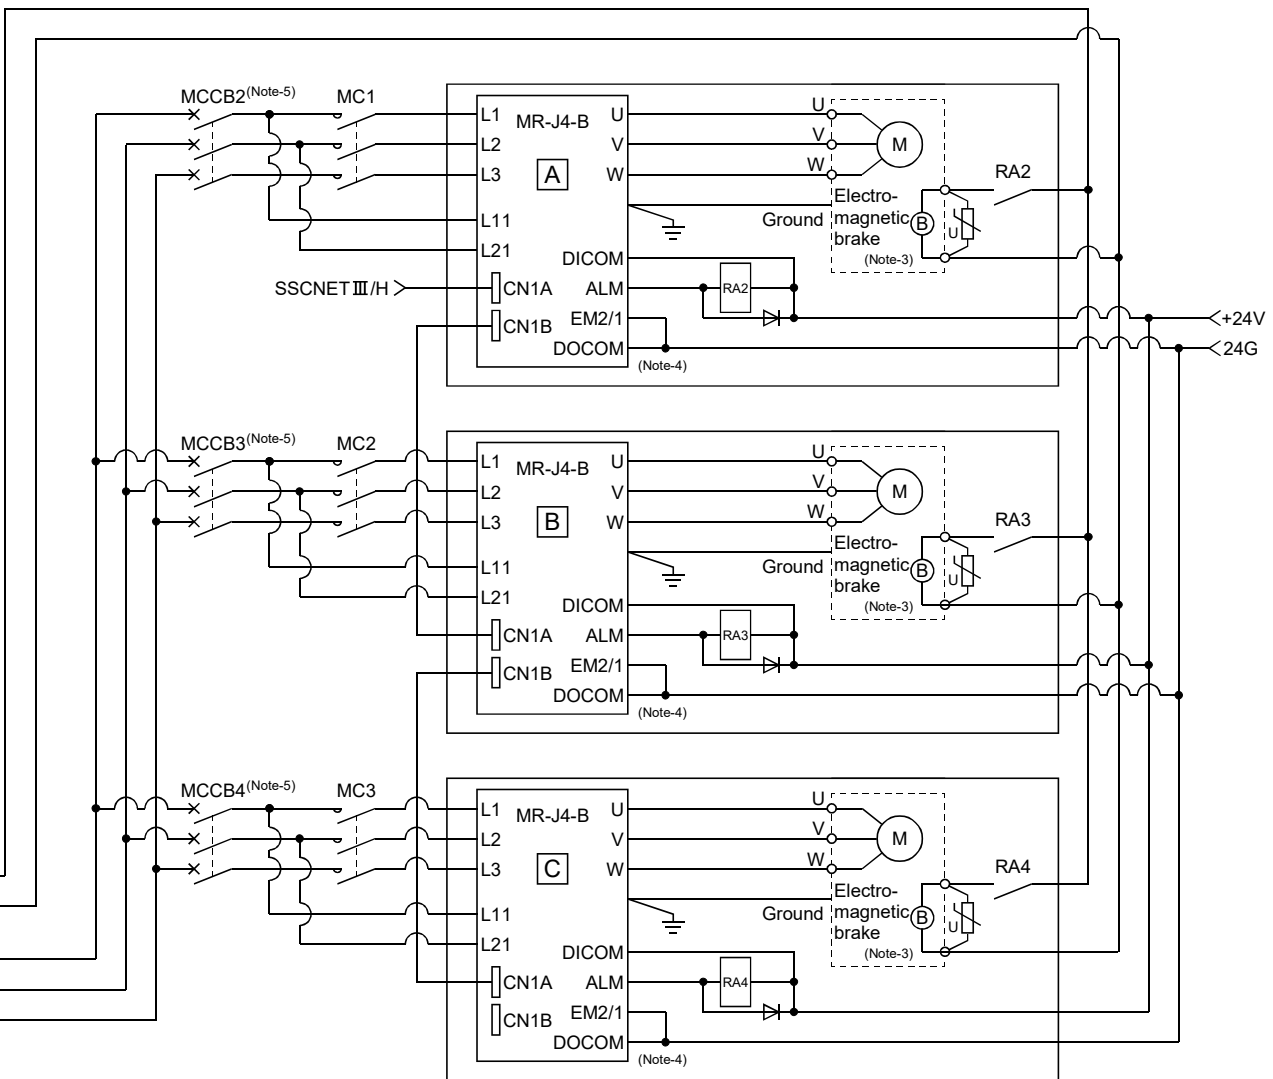 MCCB2(Note-5) MC1
L1 MR-J4-B U U
L2 V V M
L3 A W W
RA2
Electro-
L11 Ground magnetic B U
brake
L21 DICOM (Note-3)
SSCNETⅢ/H CN1A ALM RA2
CN1B EM2/1 +24V
DOCOM 24G
(Note-4)
MCCB3(Note-5) MC2
L1 MR-J4-B U U
L2 V V M
L3 B W W
RA3
Electro-
L11 Ground magnetic B U
brake
L21 DICOM (Note-3)
CN1A ALM RA3
CN1B EM2/1
DOCOM
(Note-4)
MCCB4(Note-5) MC3
L1 MR-J4-B U U
L2 V V M
L3 C W W
RA4
Electro-
L11 Ground magnetic B U
brake
L21 DICOM (Note-3)
CN1A ALM RA4
CN1B EM2/1
DOCOM
(Note-4)